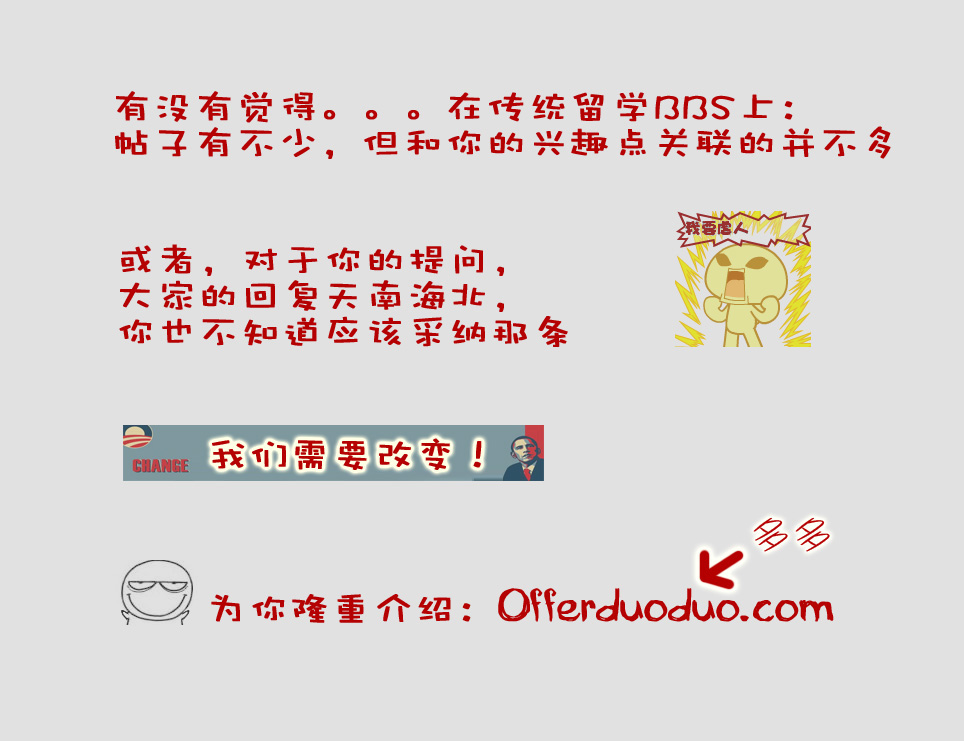 有没有觉得。。。在传统留学BBS上：
帖子有不少，但和你的兴趣点关联的并不多
我要虐人
或者，对于你的提问，
大家的回复天南海北，
你也不知道应该采纳那条
CHANGE
我们需要改变！
多多
为你隆重介绍：Offerduoduo.com